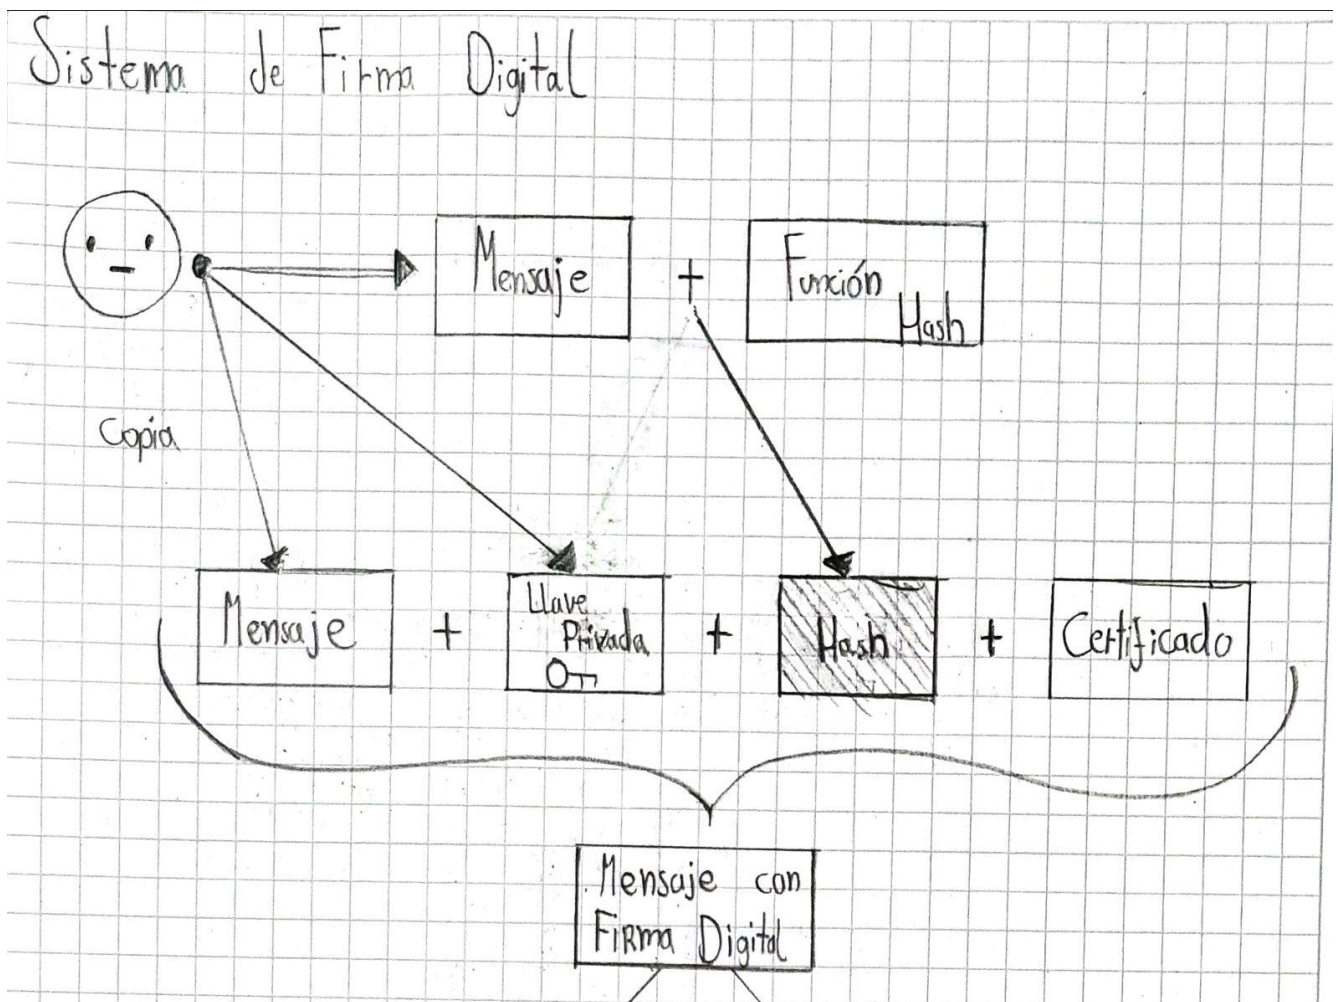 Sistema de Firma Digital
Mensaje + Función
Hash
Copia
Mensaje + Llave
Privada + Hash + Certificado
Mensaje con
Firma Digital